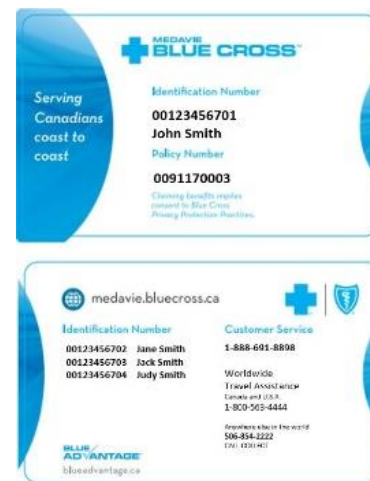 MEDAVIE
BLUE CROSS™
Serving
Canadians
coast to
coast
Identification Number
00123456701
John Smith
Policy Number
0091170003
Claiming benefits implies
consent to Blue Cross
Privacy Protection Practices.
medavie.bluecross.ca
Identification Number
00123456702 Jane Smith
00123456703 Jack Smith
00123456704 Judy Smith
Customer Service
1-888-691-8898
Worldwide
Travel Assistance
Canada and U.S.A.
1-800-563-4444
Anywhere else in the world
506-854-2222
CALL COLLECT
BLUE
ADVANTAGE
blueadvantage.ca